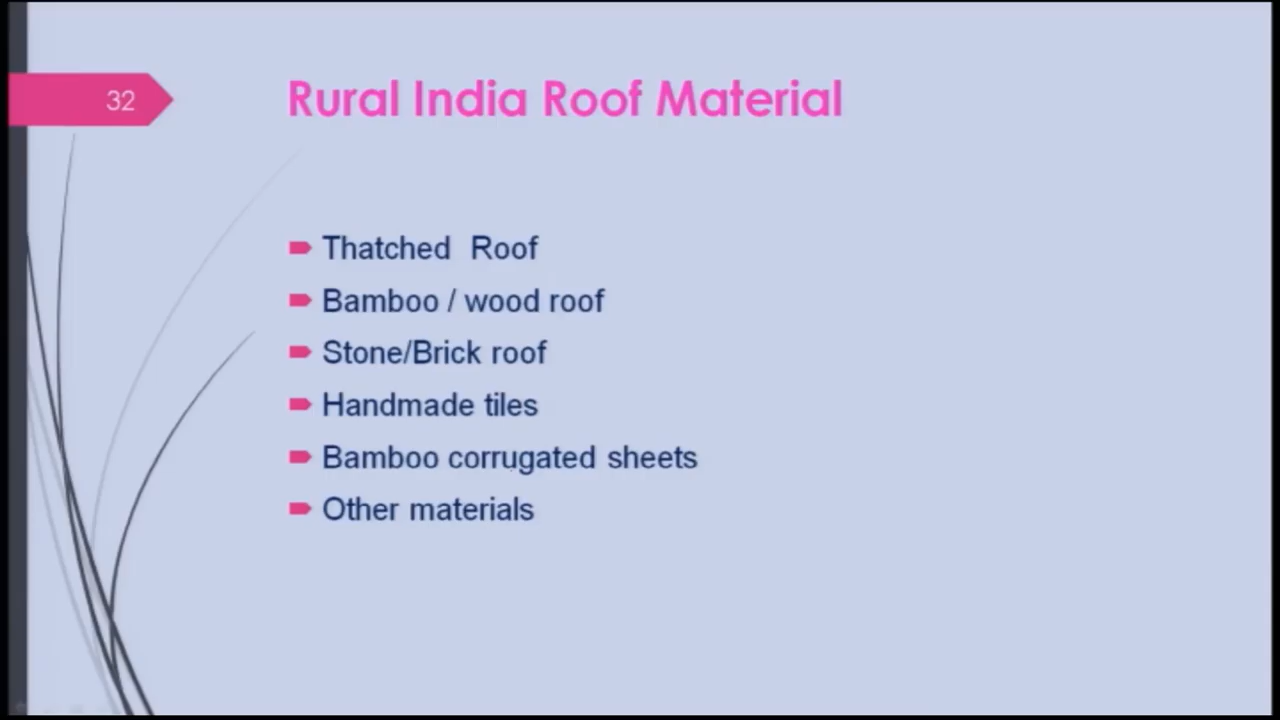 32
Rural India Roof Material
Thatched Roof
Bamboo / wood roof
Stone/Brick roof
Handmade tiles
Bamboo corrugated sheets
Other materials